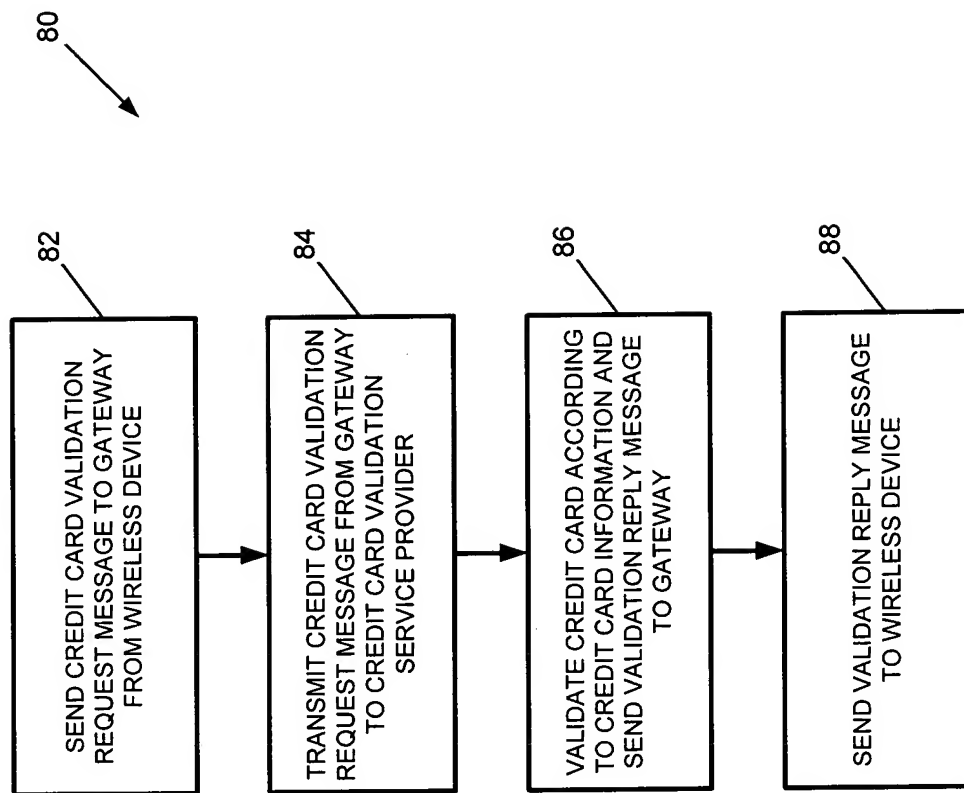 80
82
SEND CREDIT CARD VALIDATION
REQUEST MESSAGE TO GATEWAY
FROM WIRELESS DEVICE
84
TRANSMIT CREDIT CARD VALIDATION
REQUEST MESSAGE FROM GATEWAY
TO CREDIT CARD VALIDATION
SERVICE PROVIDER
86
VALIDATE CREDIT CARD ACCORDING
TO CREDIT CARD INFORMATION AND
SEND VALIDATION REPLY MESSAGE
TO GATEWAY
88
SEND VALIDATION REPLY MESSAGE
TO WIRELESS DEVICE